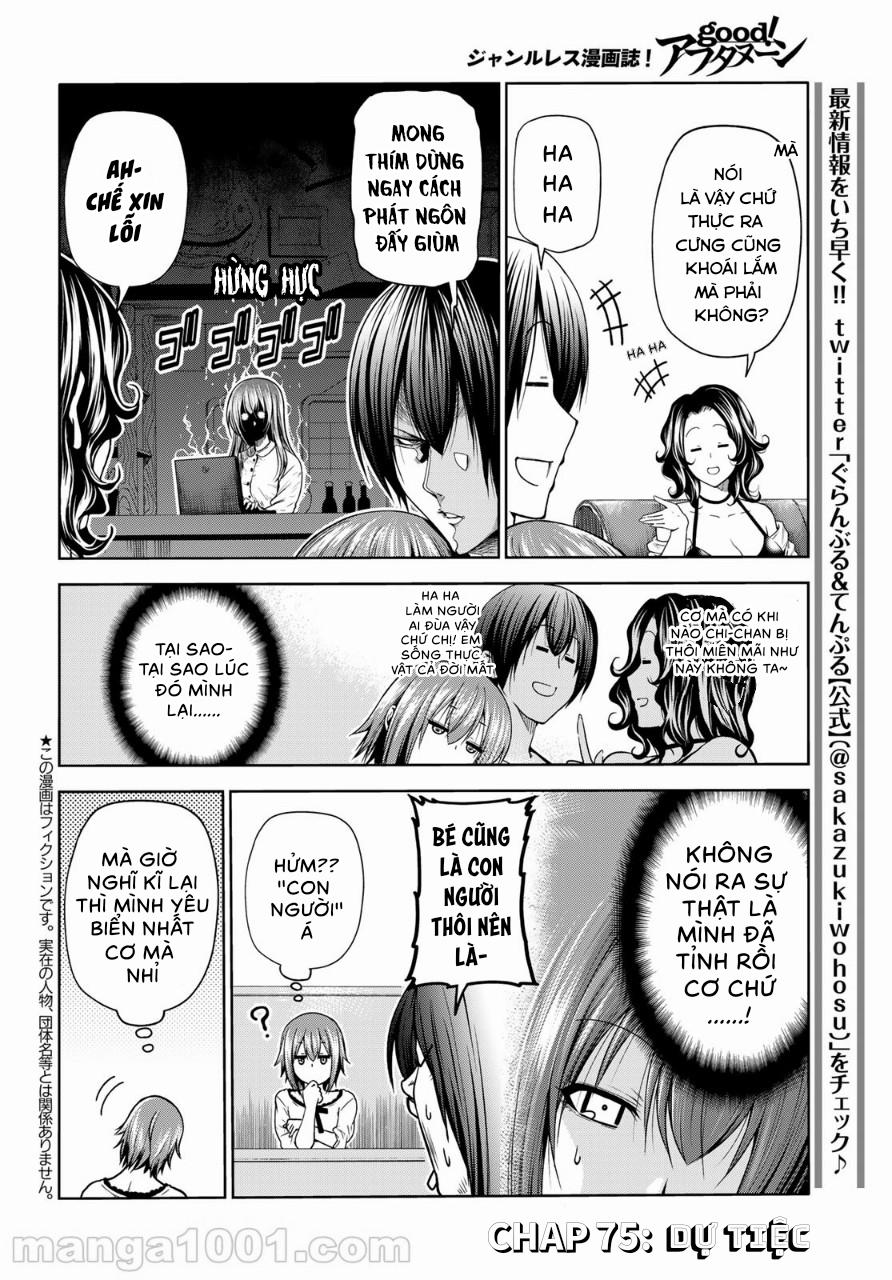 good!
アフタヌーン
ジャンルレス漫画誌!
最新情報をいち早く!! twitter「ぐらんぶる&てんぷる【公式】(@sakazukiwohosu)」をチェック♪
MÀ
NÓI
LÀ VẬY CHỨ
THỰC RA
CƯNG CŨNG
KHOÁI LẮM
MÀ PHẢI
KHÔNG?
HA HA
HA
HA
HA
MONG
THÍM DỪNG
NGAY CÁCH
PHÁT NGÔN
ĐẤY GIÙM
AH-
CHẾ XIN
LỖI
HỪNG HỰC
ゴゴゴゴ
CƠ MÀ CÓ KHI
NÀO CHI-CHAN BỊ
THÔI MIÊN MÃI NHƯ
NÀY KHÔNG TA~
HA HA
LÀM NGƯỜI
AI ĐÙA VẬY
CHỨ CHỊ! EM
SỐNG THỰC
VẬT CẢ ĐỜI MẤT
TẠI SAO-
TẠI SAO LÚC
ĐÓ MÌNH
LẠI......
KHÔNG
NÓI RA SỰ
THẬT LÀ
MÌNH ĐÃ
TỈNH RỒI
CƠ CHỨ
......!
BÉ CŨNG
LÀ CON
NGƯỜI
THÔI NÊN
LÀ-
HỬM??
"CON
NGƯỜI"
Á
?
MÀ GIỜ
NGHĨ KĨ LẠI
THÌ MÌNH YÊU
BIỂN NHẤT
CƠ MÀ
NHỈ
★この漫画はフィクションです。実在の人物、団体名等とは関係ありません。
manga1001.com
CHAP 75: DỰ TIỆC